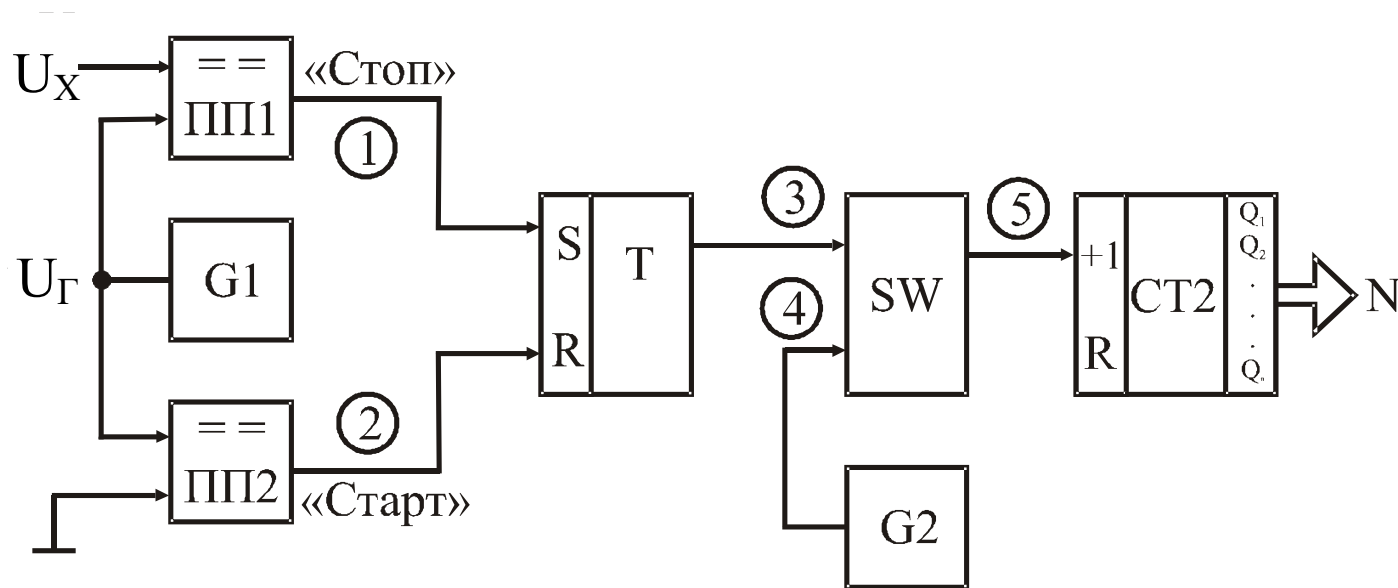 U_X
= =
ПП1
«Стоп»
1
U_Г
G1
= =
ПП2
2
«Старт»
S
R
T
3
4
SW
G2
5
+1
R
CT2
Q₁
Q₂
.
.
.
Qₙ
N